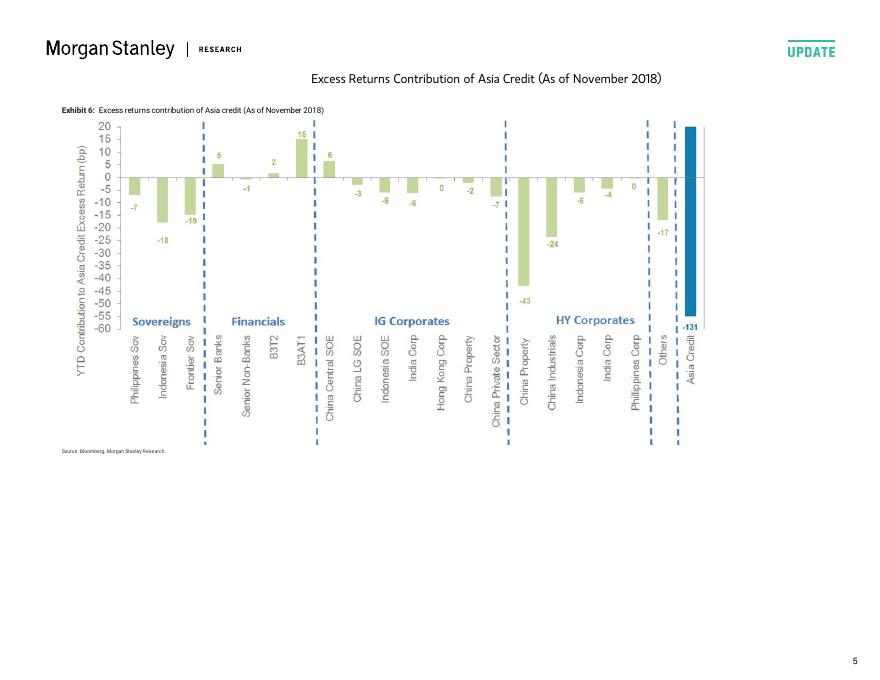 Morgan Stanley | RESEARCH
UPDATE
Excess Returns Contribution of Asia Credit (As of November 2018)
Exhibit 6: Excess returns contribution of Asia credit (As of November 2018)
YTD Contribution to Asia Credit Excess Return (bp)
20
15
10
5
0
-5
-10
-15
-20
-25
-30
-35
-40
-45
-50
-55
-60
-7
-18
-15
6
-1
2
15
6
-3
-6
-6
0
-2
-7
-43
-24
-6
-4
0
-17
-131
Sovereigns
Financials
IG Corporates
HY Corporates
Philippines Sov
Indonesia Sov
Frontier Sov
Senior Banks
Senior Non-Banks
B3T2
B3AT1
China Central SOE
China LG SOE
Indonesia SOE
India Corp
Hong Kong Corp
China Property
China Private Sector
China Property
China Industrials
Indonesia Corp
India Corp
Phillippines Corp
Others
Asia Credit
Source: Bloomberg, Morgan Stanley Research
5